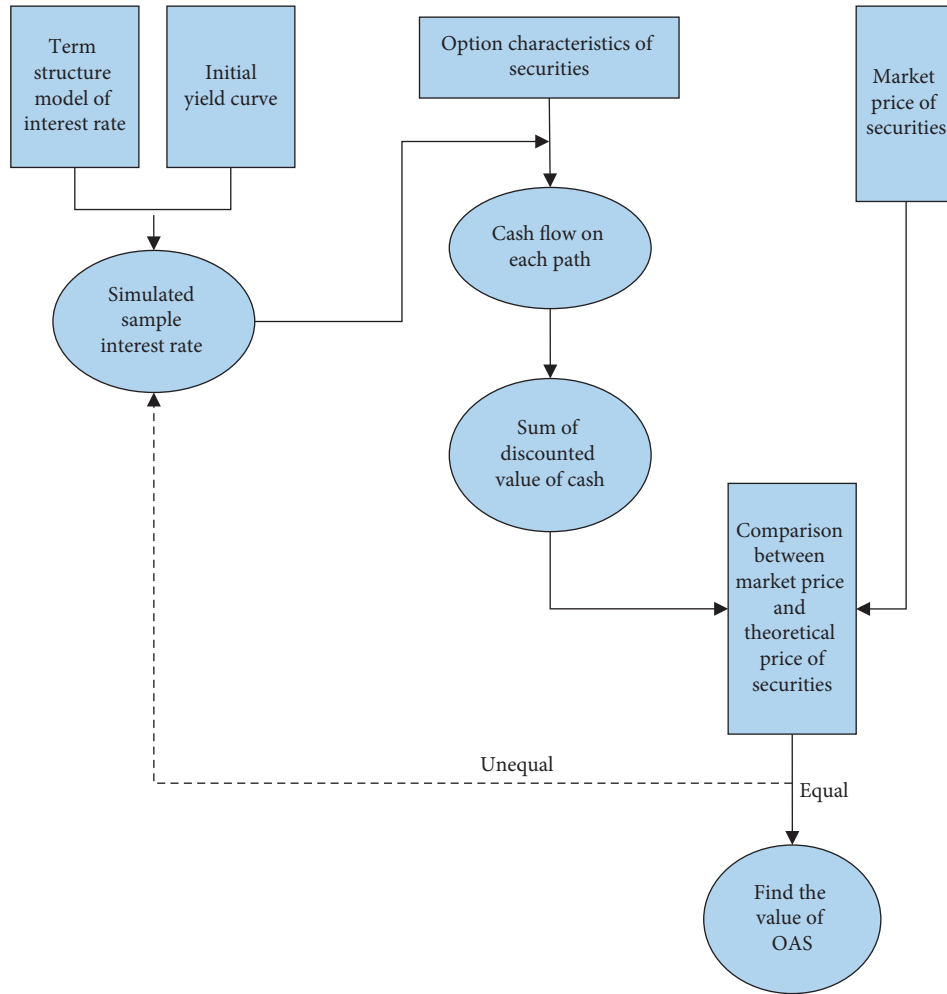 Term
structure
model of
interest rate
Initial
yield curve
Option characteristics of
securities
Market
price of
securities
Cash flow on
each path
Simulated
sample
interest rate
Sum of
discounted
value of cash
Comparison
between
market price
and
theoretical
price of
securities
Unequal
Equal
Find the
value of
OAS